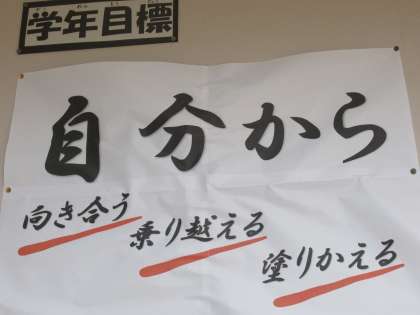 学年目標
自分から
向き合う
乗り越える
塗りかえる